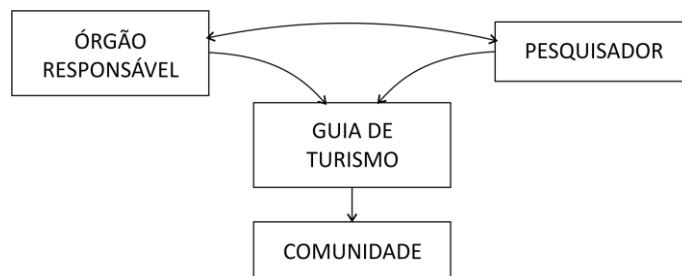 ÓRGÃO
RESPONSÁVEL
PESQUISADOR
GUIA DE
TURISMO
COMUNIDADE